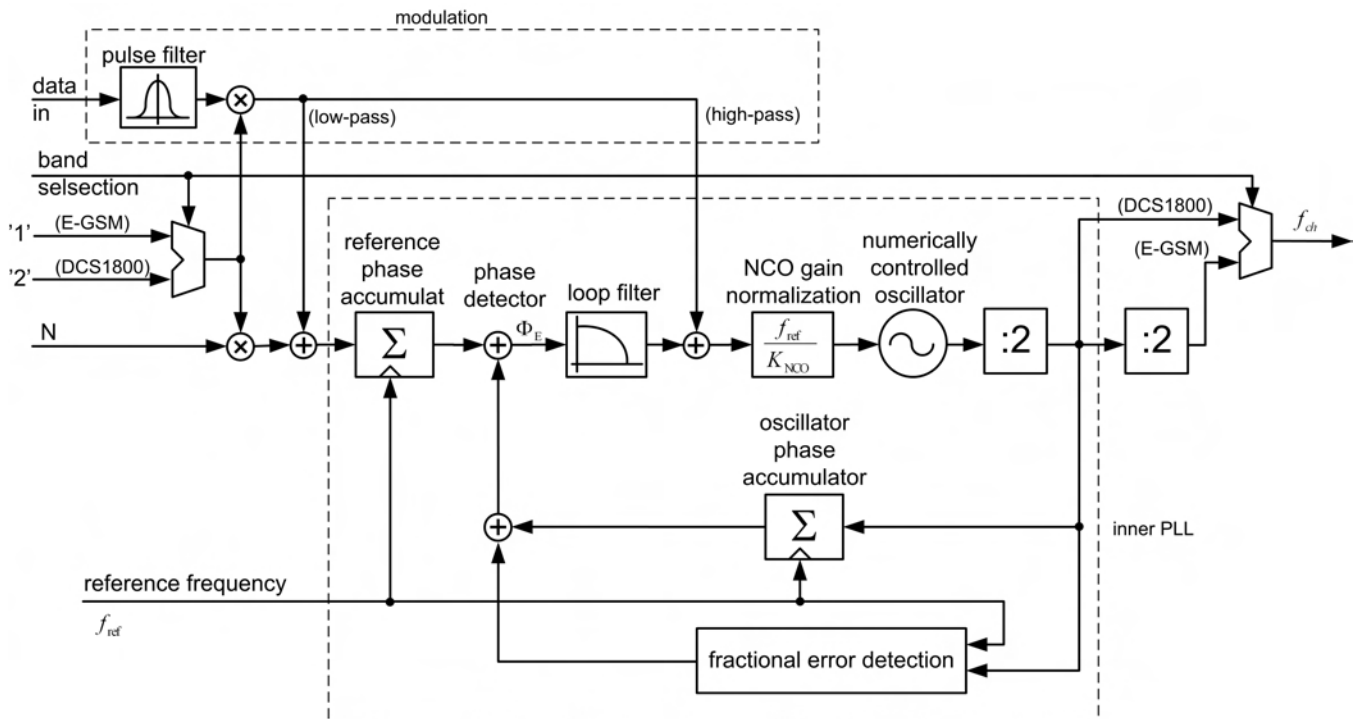 modulation
pulse filter
data
in
(low-pass)
(high-pass)
band
selsection
'1'
(E-GSM)
'2'
(DCS1800)
N
reference
phase
accumulat
phase
detector
Φ_E
loop filter
NCO gain
normalization
f_ref
K_NCO
numerically
controlled
oscillator
:2
:2
(DCS1800)
(E-GSM)
f_ch
Σ
oscillator
phase
accumulator
Σ
inner PLL
reference frequency
f_ref
fractional error detection